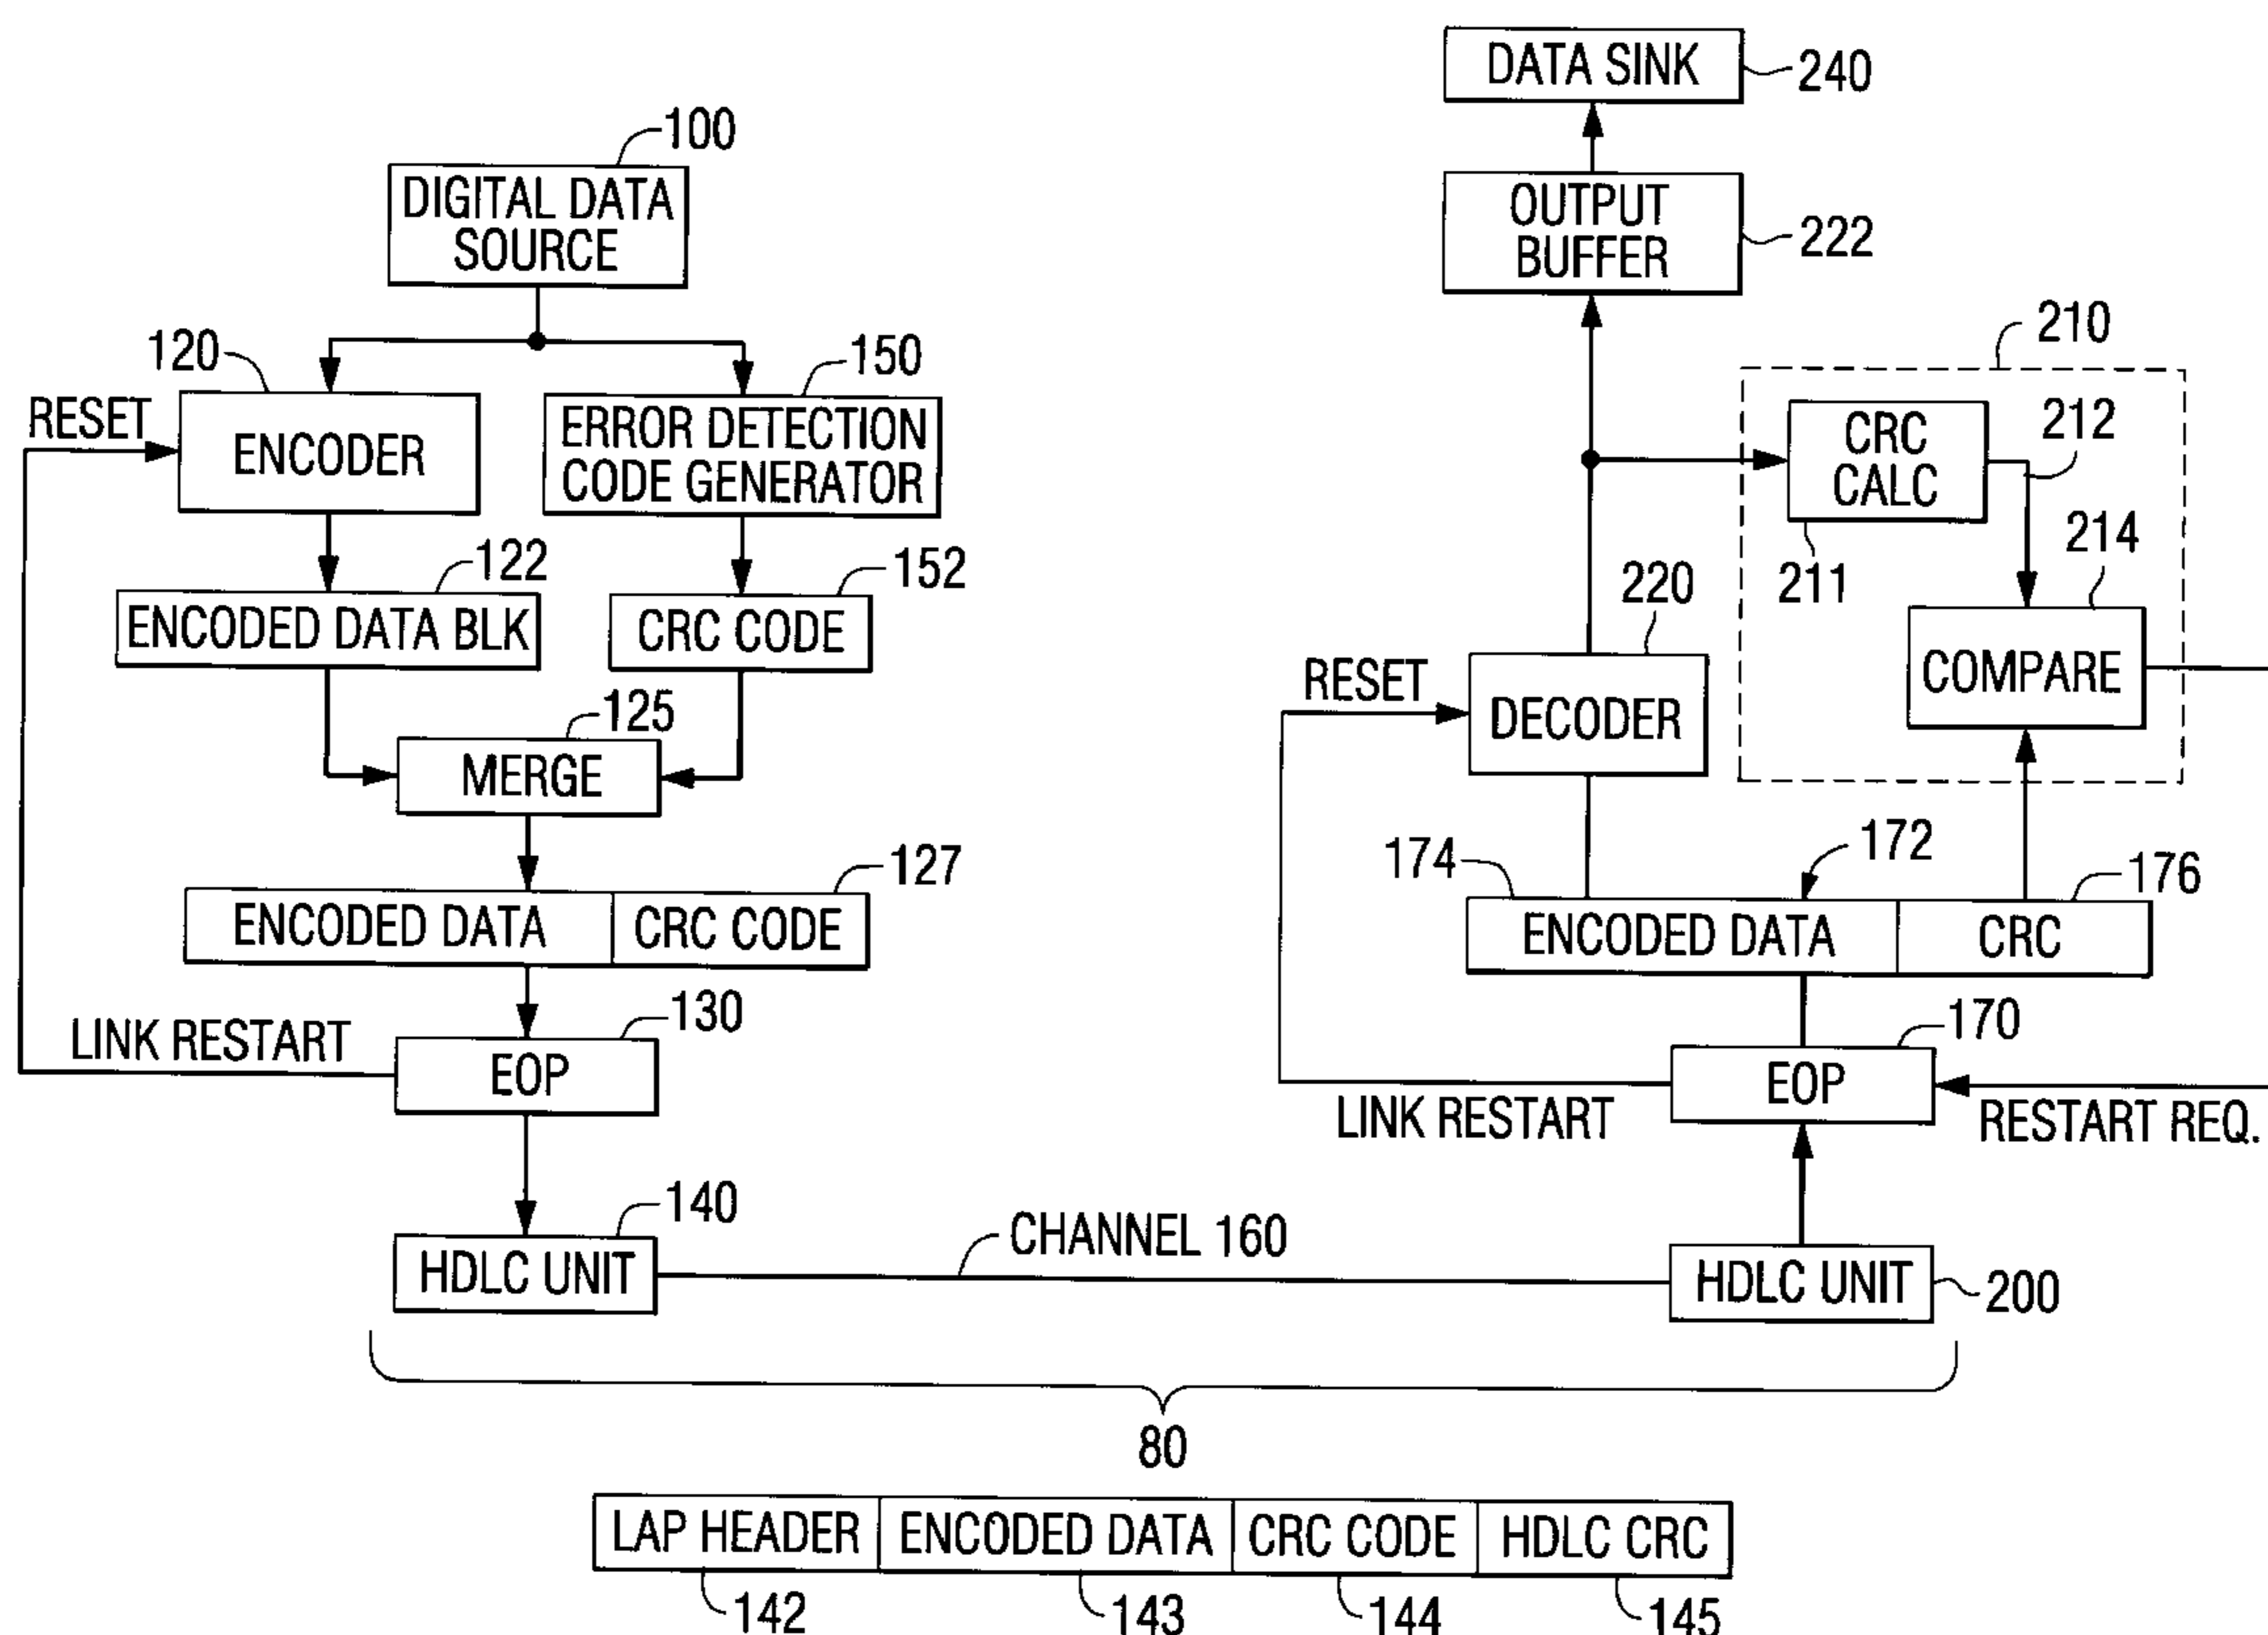 DATA SINK
240
100
DIGITAL DATA
SOURCE
OUTPUT
BUFFER
222
120
150
210
RESET
ENCODER
ERROR DETECTION
CODE GENERATOR
CRC
CALC
212
211
214
122
152
220
ENCODED DATA BLK
CRC CODE
COMPARE
RESET
DECODER
125
MERGE
127
174
172
176
ENCODED DATA
CRC CODE
ENCODED DATA
CRC
LINK RESTART
130
EOP
170
EOP
LINK RESTART
RESTART REQ.
140
HDLC UNIT
CHANNEL 160
HDLC UNIT
200
80
LAP HEADER
ENCODED DATA
CRC CODE
HDLC CRC
142
143
144
145